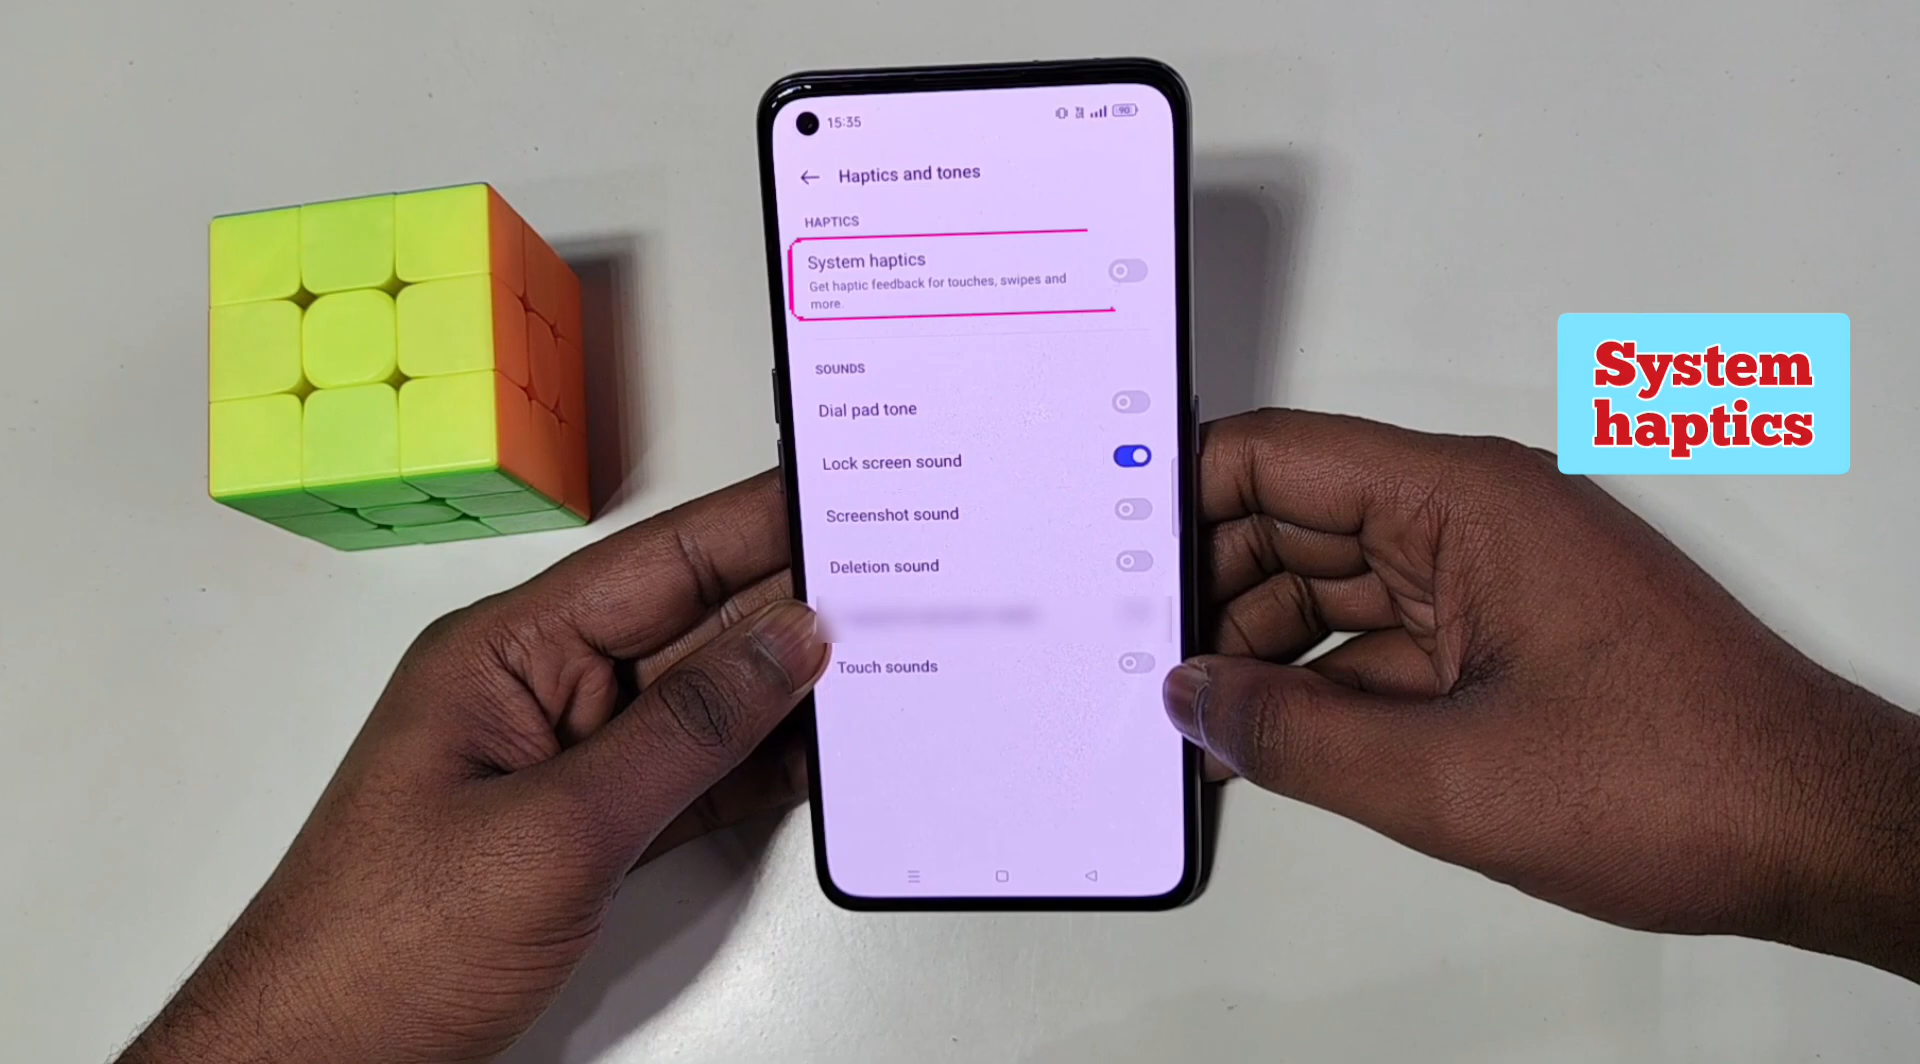 15:35
90
Haptics and tones
HAPTICS
System haptics
Get haptic feedback for touches, swipes and
more.
SOUNDS
Dial pad tone
Lock screen sound
Screenshot sound
Deletion sound
Touch sounds
System
haptics